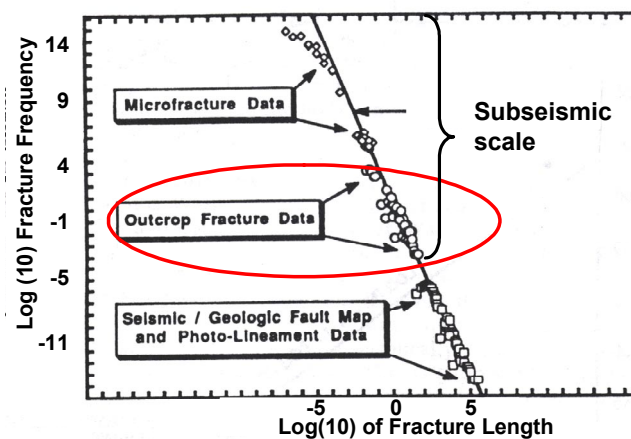 14
9
4
-1
-5
-11
Log (10) Fracture Frequency
Microfracture Data
Outcrop Fracture Data
Seismic / Geologic Fault Map
and Photo-Lineament Data
Subseismic
scale
-5
0
5
Log(10) of Fracture Length